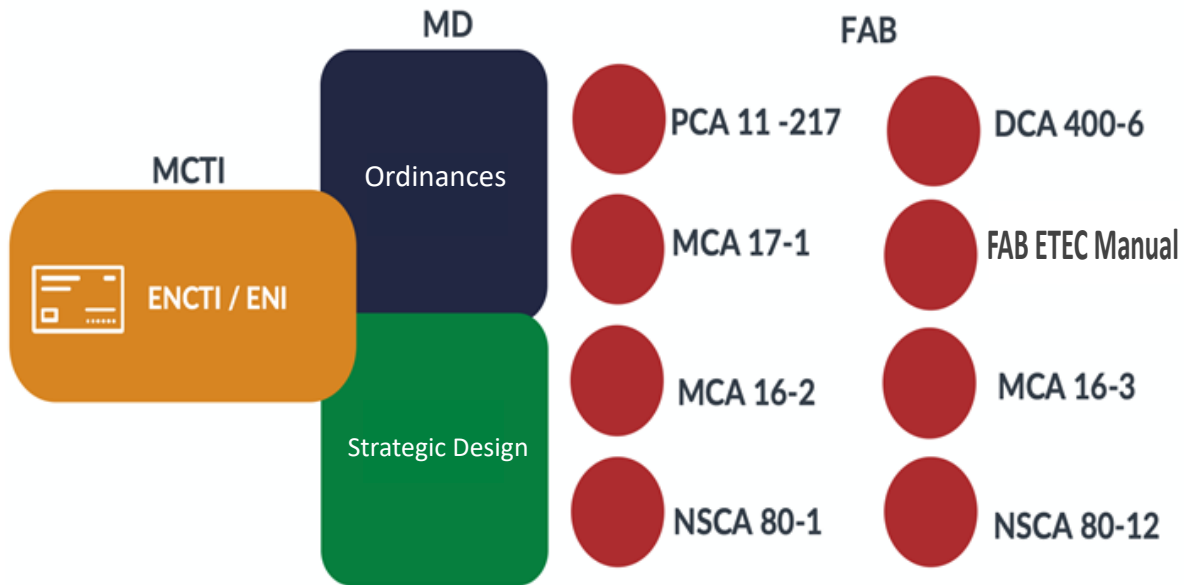 MD
FAB
MCTI
Ordinances
ENCTI / ENI
Strategic Design
PCA 11 -217
DCA 400-6
MCA 17-1
FAB ETEC Manual
MCA 16-2
MCA 16-3
NSCA 80-1
NSCA 80-12